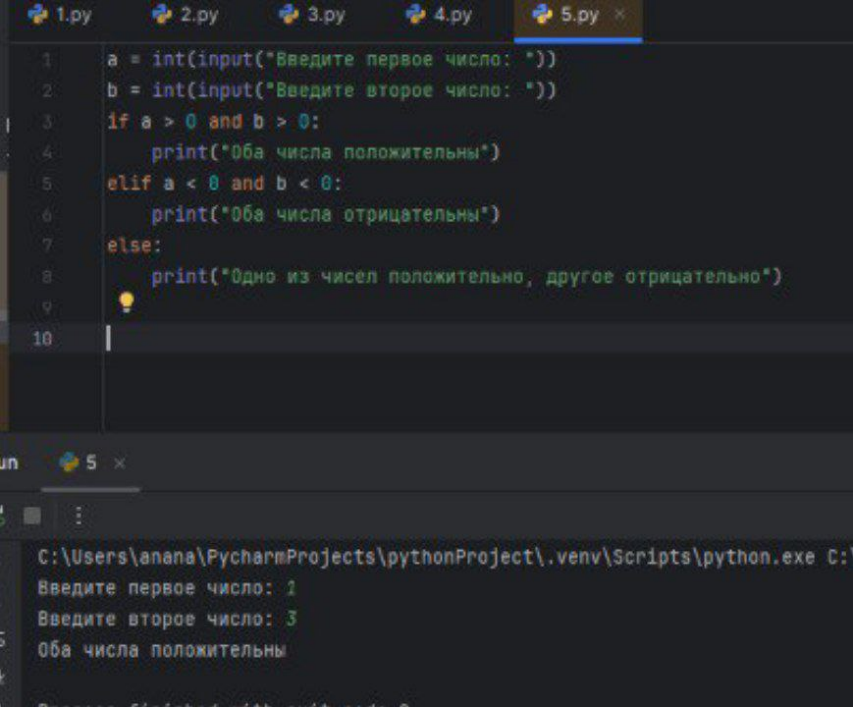 1.py 2.py 3.py 4.py 5.py ×
1 a = int(input("Введите первое число: "))
2 b = int(input("Введите второе число: "))
3 if a > 0 and b > 0:
4 print("Оба числа положительны")
5 elif a < 0 and b < 0:
6 print("Оба числа отрицательны")
7 else:
8 print("Одно из чисел положительно, другое отрицательно")
9
10
un 5 ×
C:\Users\anana\PycharmProjects\pythonProject\.venv\Scripts\python.exe C:\
Введите первое число: 1
Введите второе число: 3
Оба числа положительны